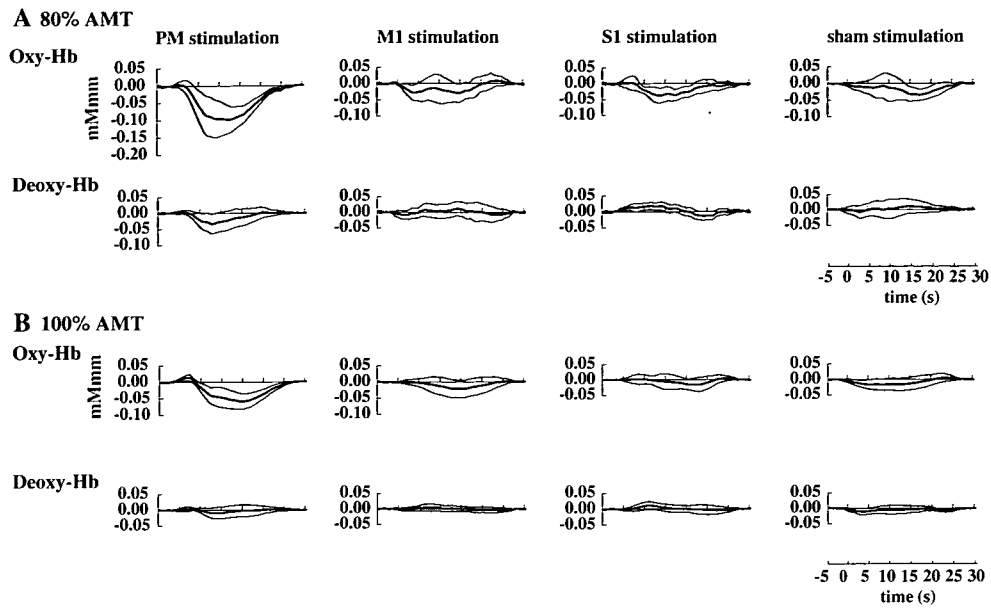 A 80% AMT
PM stimulation M1 stimulation S1 stimulation sham stimulation
Oxy-Hb
mMmm
0.05 0.05 0.05 0.05
0.00 0.00 0.00 0.00
-0.05 -0.05 -0.05 -0.05
-0.10 -0.10 -0.10 -0.10
-0.15
-0.20
Deoxy-Hb
0.05 0.05 0.05 0.05
0.00 0.00 0.00 0.00
-0.05 -0.05 -0.05 -0.05
-0.10
-5 0 5 10 15 20 25 30
time (s)
B 100% AMT
Oxy-Hb
mMmm
0.05 0.05 0.05 0.05
0.00 0.00 0.00 0.00
-0.05 -0.05 -0.05 -0.05
-0.10 -0.10
Deoxy-Hb
0.05 0.05 0.05 0.05
0.00 0.00 0.00 0.00
-0.05 -0.05 -0.05 -0.05
-5 0 5 10 15 20 25 30
time (s)